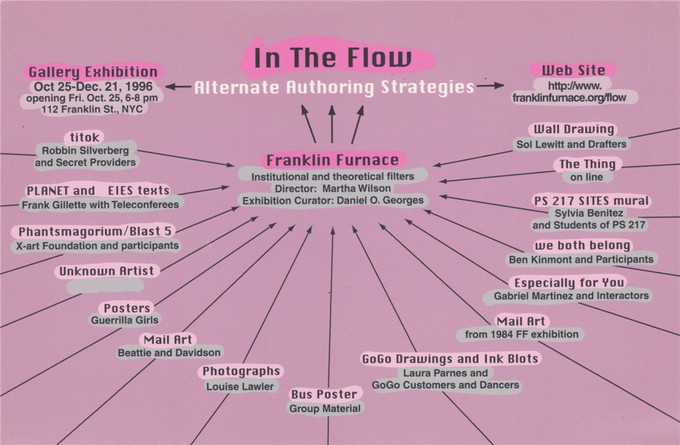 In The Flow
Alternate Authoring Strategies
Gallery Exhibition
Oct 25-Dec. 21, 1996
opening Fri. Oct. 25, 6-8 pm
112 Franklin St., NYC
Web Site
http://www.
franklinfurnace.org/flow
Franklin Furnace
Institutional and theoretical filters
Director: Martha Wilson
Exhibition Curator: Daniel O. Georges
titok
Robbin Silverberg
and Secret Providers
PLANET and EIES texts
Frank Gillette with Teleconferees
Phantsmagorium/Blast 5
X-art Foundation and participants
Unknown Artist
Posters
Guerrilla Girls
Mail Art
Beattie and Davidson
Photographs
Louise Lawler
Bus Poster
Group Material
GoGo Drawings and Ink Blots
Laura Parnes and
GoGo Customers and Dancers
Mail Art
from 1984 FF exhibition
Especially for You
Gabriel Martinez and Interactors
we both belong
Ben Kinmont and Participants
PS 217 SITES mural
Sylvia Benitez
and Students of PS 217
The Thing
on line
Wall Drawing
Sol Lewitt and Drafters